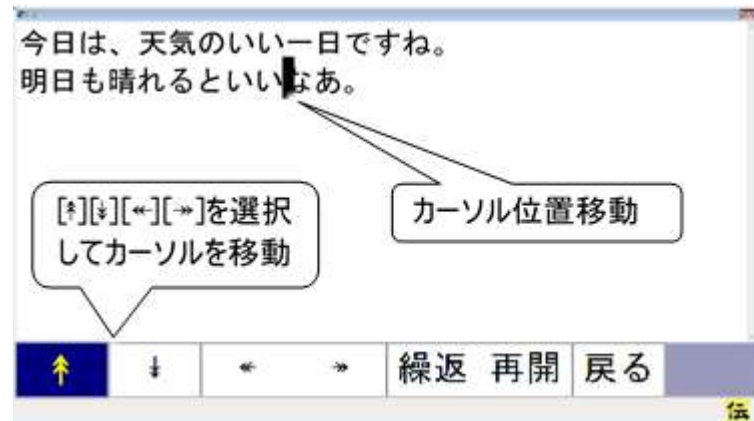 今日は、天気のいい一日ですね。
明日も晴れるといいなあ。
[↟][↡][↞][↠]を選択
してカーソルを移動
カーソル位置移動
↟ ↡ ↞ ↠ 繰返 再開 戻る
伝